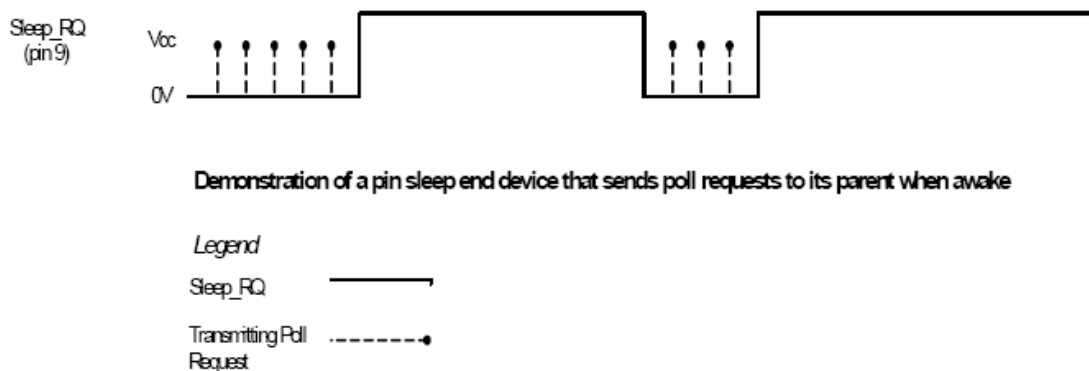 Sleep_RQ
(pin 9)
Vcc
0V
Demonstration of a pin sleep end device that sends poll requests to its parent when awake
Legend
Sleep_RQ
Transmitting Poll
Request